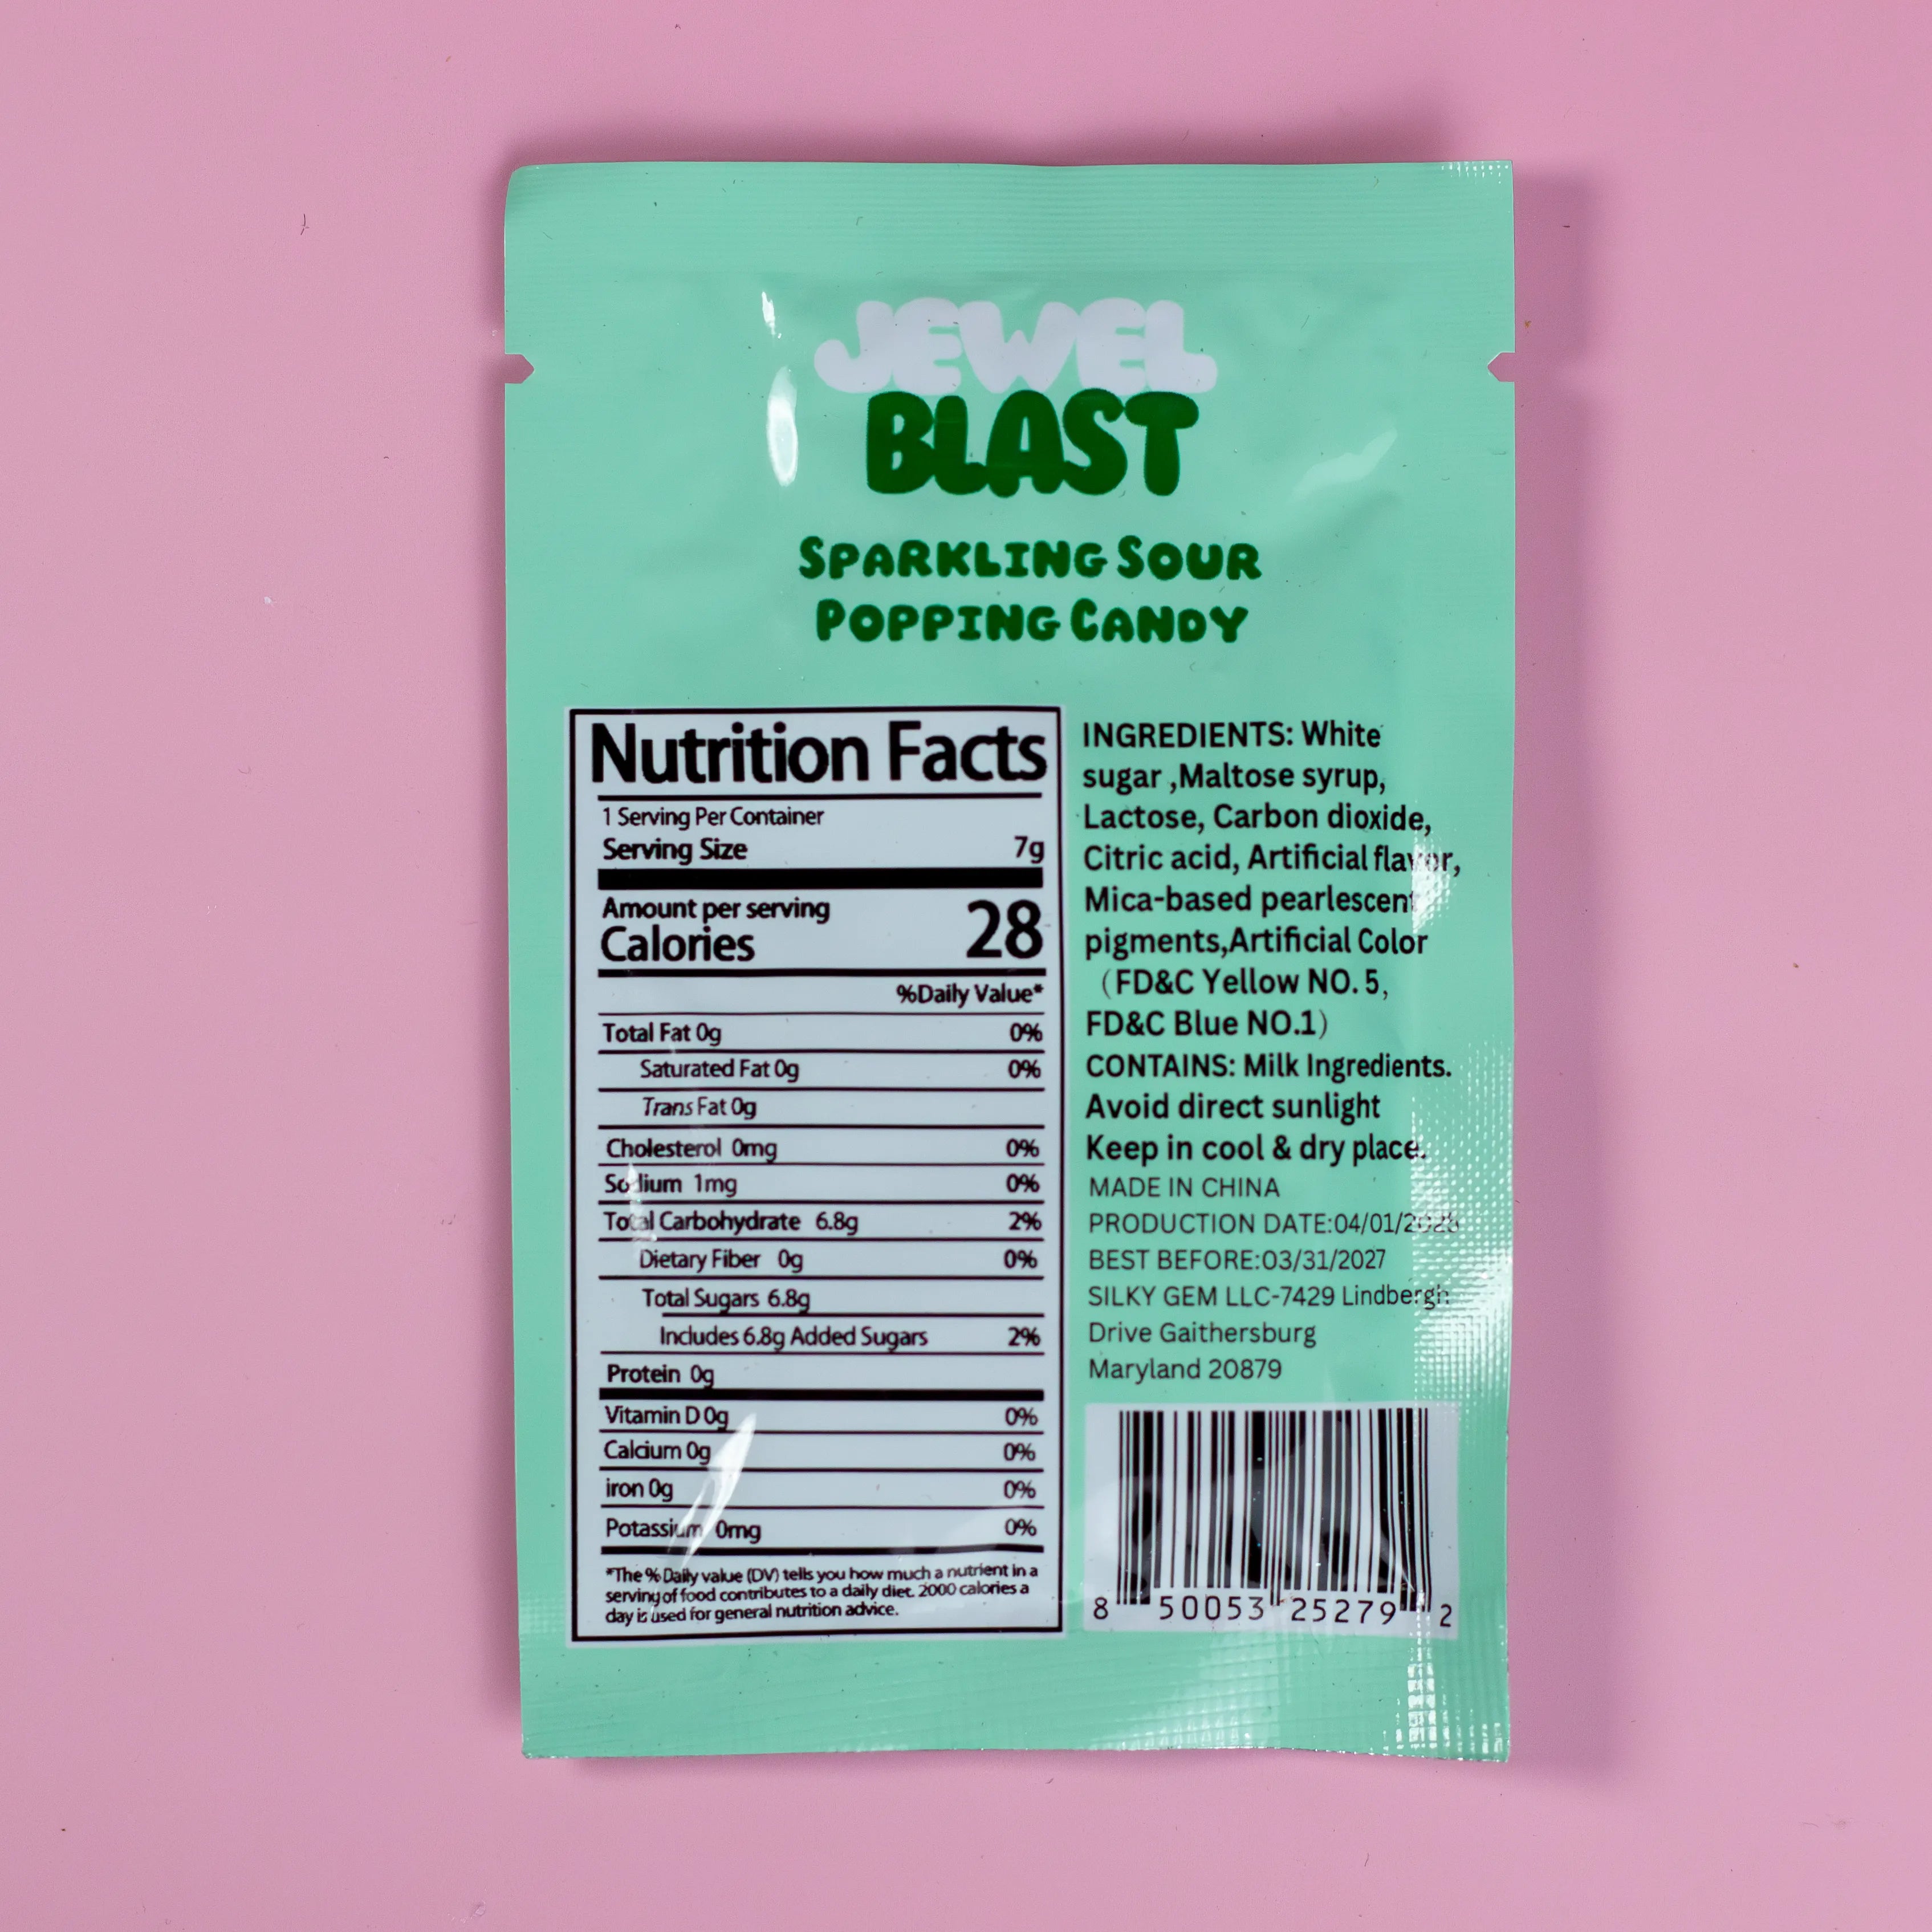 JEWEL
BLAST
SPARKLING SOUR
POPPING CANDY
Nutrition Facts
1 Serving Per Container
Serving Size 7g
Amount per serving
Calories 28
%Daily Value*
Total Fat 0g 0%
Saturated Fat 0g 0%
Trans Fat 0g
Cholesterol 0mg 0%
Sodium 1mg 0%
Total Carbohydrate 6.8g 2%
Dietary Fiber 0g 0%
Total Sugars 6.8g
Includes 6.8g Added Sugars 2%
Protein 0g
Vitamin D 0g 0%
Calcium 0g 0%
iron 0g 0%
Potassium 0mg 0%
*The % Daily value (DV) tells you how much a nutrient in a
serving of food contributes to a daily diet. 2000 calories a
day is used for general nutrition advice.
INGREDIENTS: White
sugar ,Maltose syrup,
Lactose, Carbon dioxide,
Citric acid, Artificial flavor,
Mica-based pearlescent
pigments,Artificial Color
（FD&C Yellow NO. 5,
FD&C Blue NO.1）
CONTAINS: Milk Ingredients.
Avoid direct sunlight
Keep in cool & dry place.
MADE IN CHINA
PRODUCTION DATE:
BEST BEFORE:03/31/2027
SILKY GEM LLC-7429 Lindbergh
Drive Gaithersburg
Maryland 20879
8 50053 25279 2